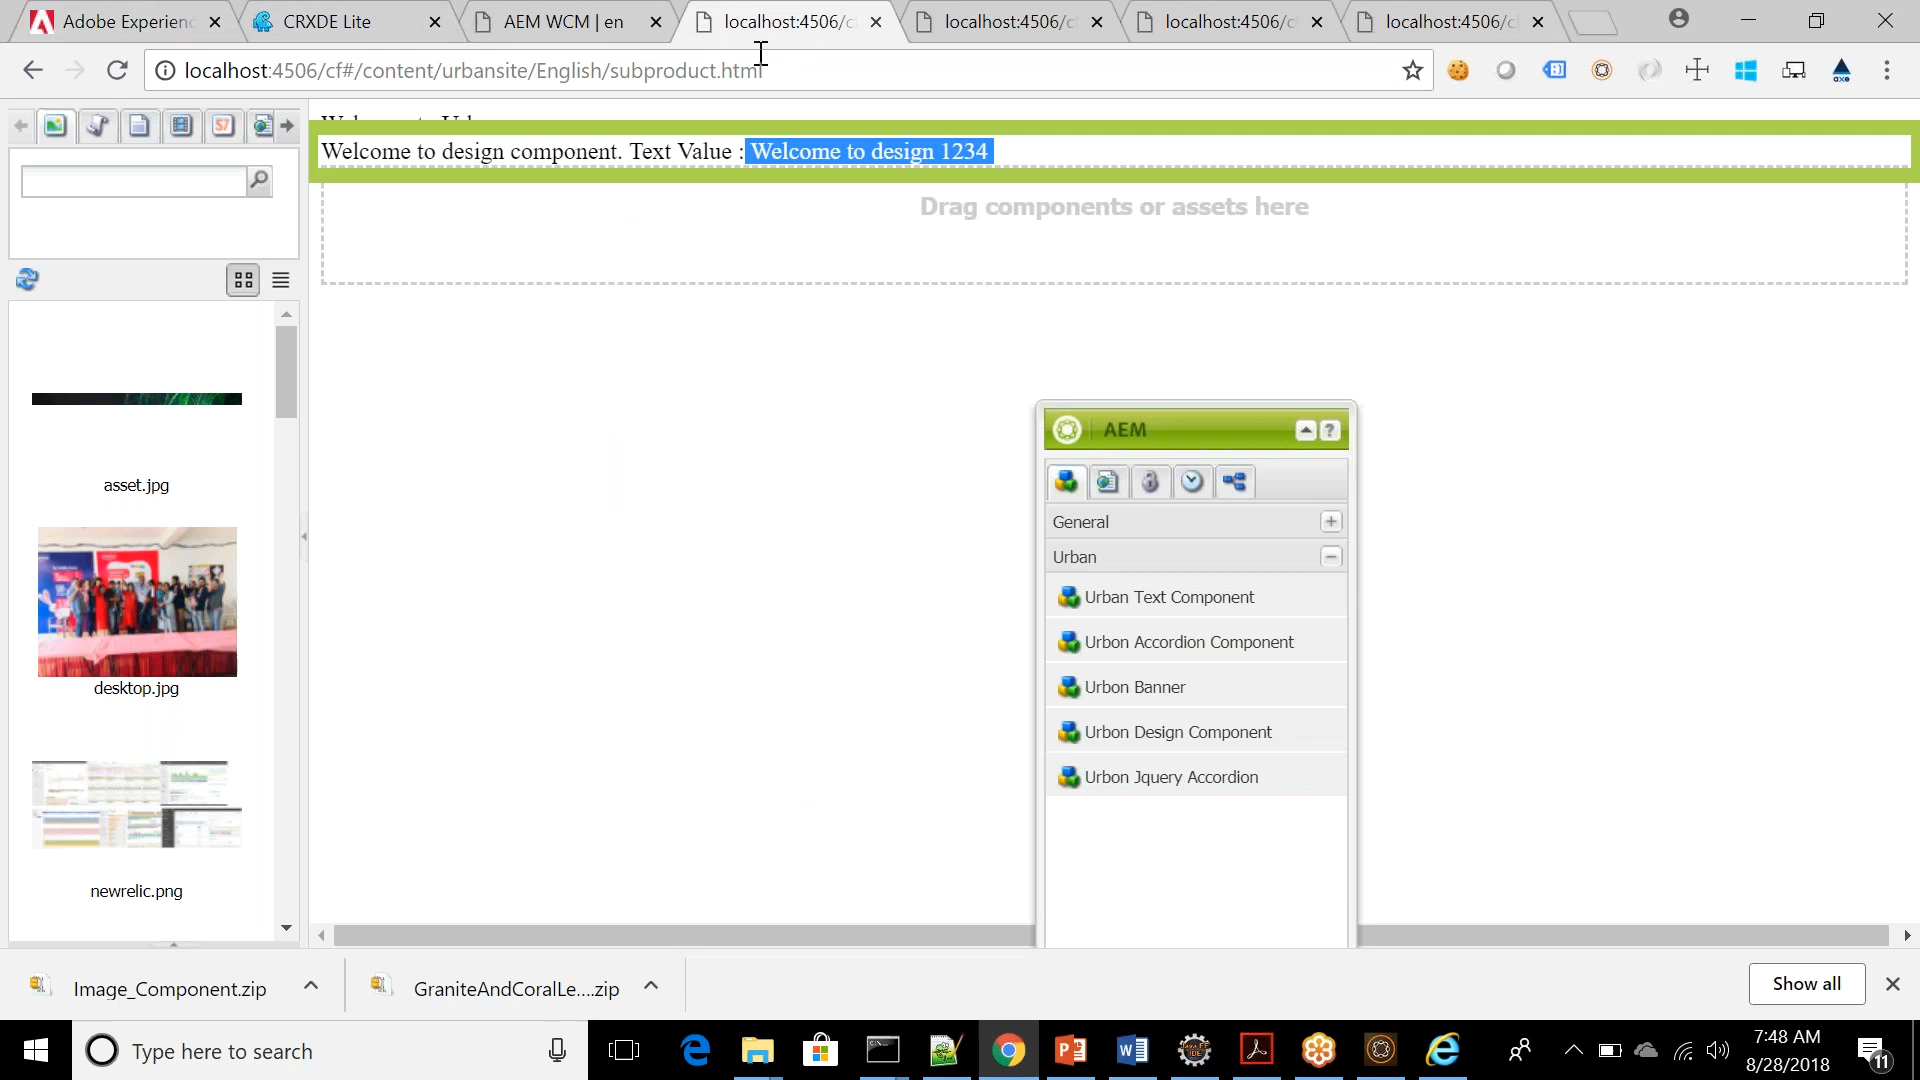 Adobe Experienc
CRXDE Lite
AEM WCM | en
localhost:4506/cf
localhost:4506/cf
localhost:4506/cf
localhost:4506/cf
localhost:4506/cf#/content/urbansite/English/subproduct.html
Welcome to design component. Text Value : Welcome to design 1234
Drag components or assets here
asset.jpg
desktop.jpg
newrelic.png
AEM
?
General
Urban
Urban Text Component
Urbon Accordion Component
Urbon Banner
Urbon Design Component
Urbon Jquery Accordion
Image_Component.zip
GraniteAndCoralLe....zip
Show all
Type here to search
7:48 AM
8/28/2018
11